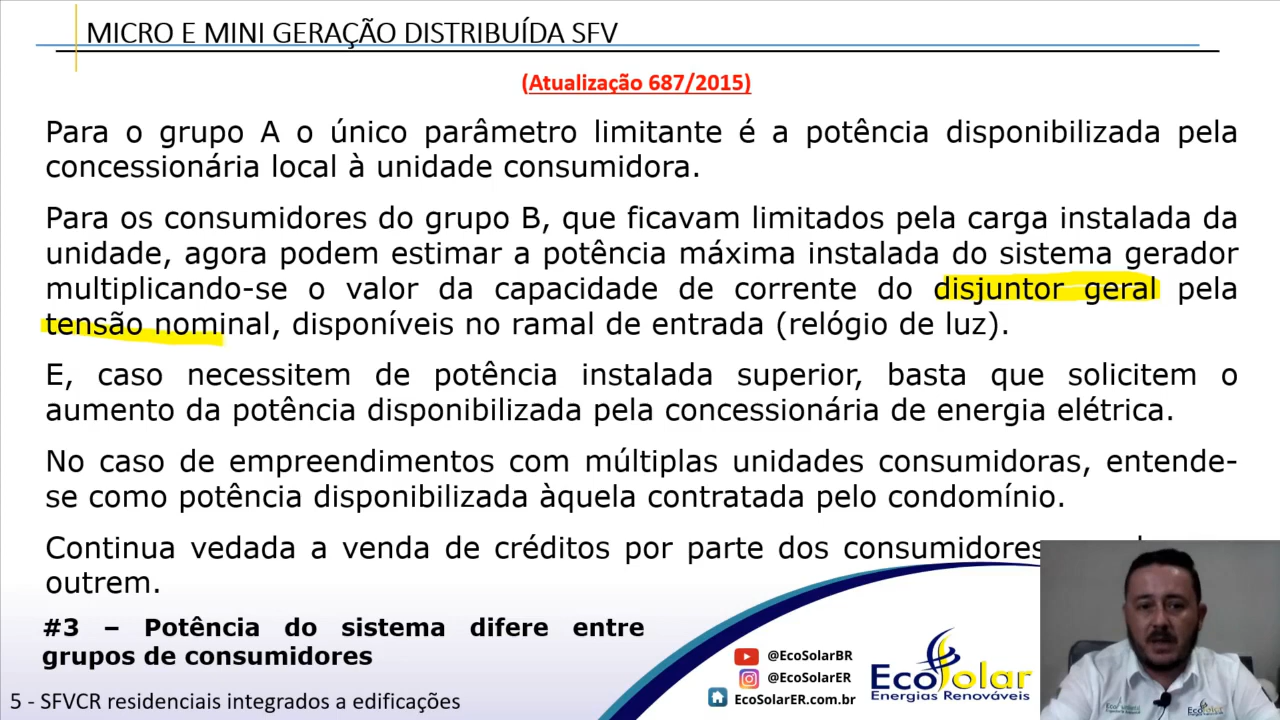 MICRO E MINI GERAÇÃO DISTRIBUÍDA SFV
(Atualização 687/2015)
Para o grupo A o único parâmetro limitante é a potência disponibilizada pela
concessionária local à unidade consumidora.
Para os consumidores do grupo B, que ficavam limitados pela carga instalada da
unidade, agora podem estimar a potência máxima instalada do sistema gerador
multiplicando-se o valor da capacidade de corrente do disjuntor geral pela
tensão nominal, disponíveis no ramal de entrada (relógio de luz).
E, caso necessitem de potência instalada superior, basta que solicitem o
aumento da potência disponibilizada pela concessionária de energia elétrica.
No caso de empreendimentos com múltiplas unidades consumidoras, entende-
se como potência disponibilizada àquela contratada pelo condomínio.
Continua vedada a venda de créditos por parte dos consumidores
outrem.
#3 – Potência do sistema difere entre
grupos de consumidores
@EcoSolarBR
@EcoSolarER
EcoSolarER.com.br
EcoSolar
Energias Renováveis
5 - SFVCR residenciais integrados a edificações